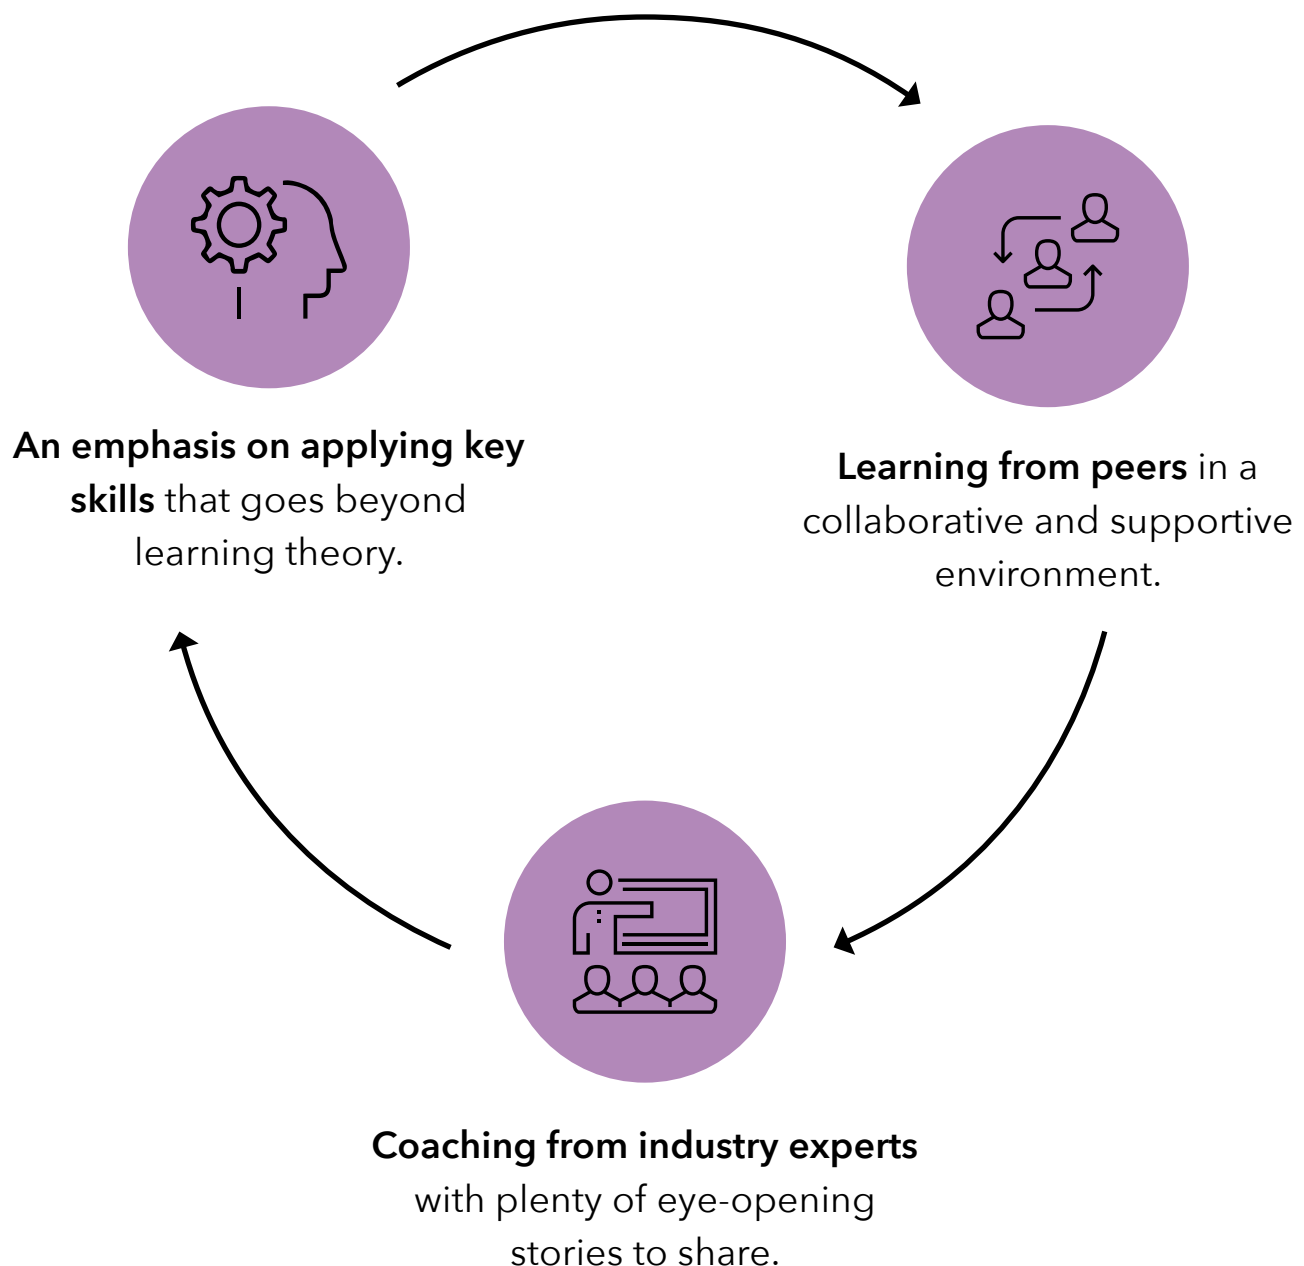 An emphasis on applying key
skills that goes beyond
learning theory.
Learning from peers in a
collaborative and supportive
environment.
Coaching from industry experts
with plenty of eye-opening
stories to share.